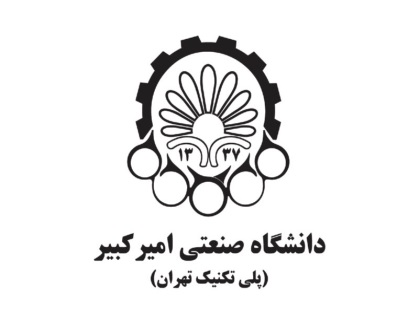 ۱۳ ۳۷
دانشگاه صنعتی امیرکبیر
(پلی تکنیک تهران)